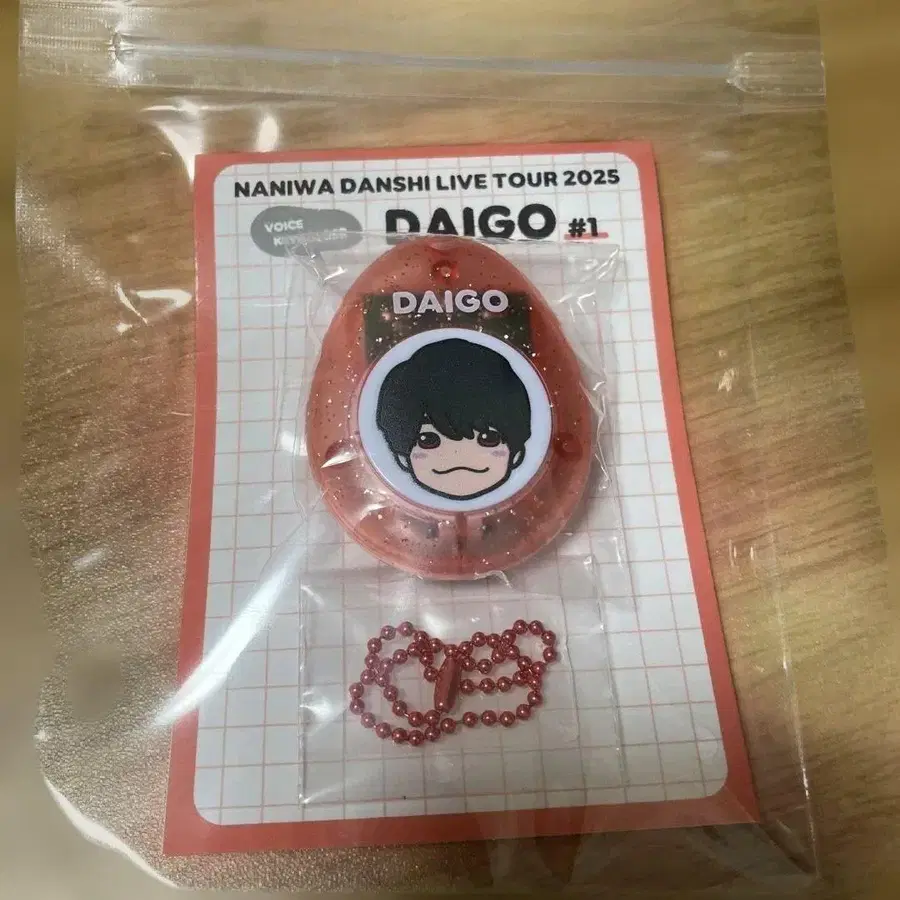 NANIWA DANSHI LIVE TOUR 2025
VOICE
DAIGO #1
DAIGO